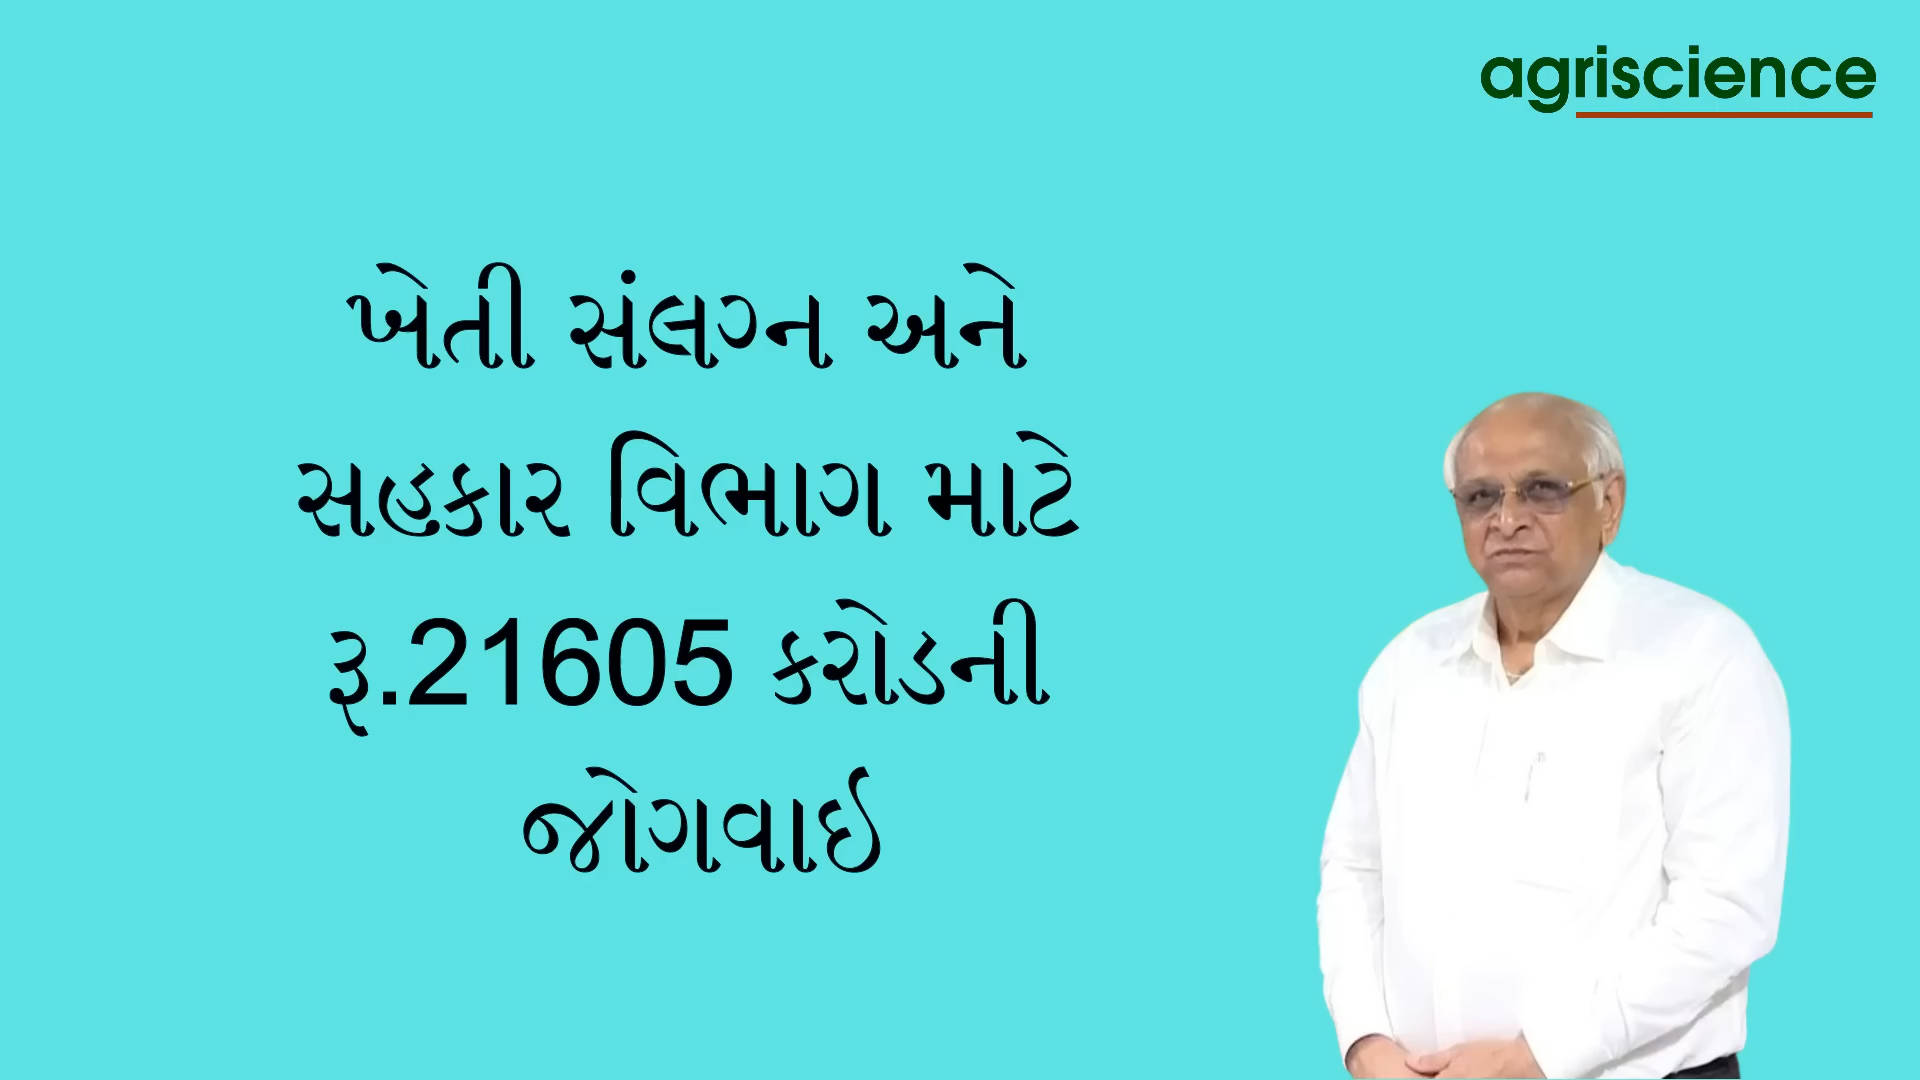 agriscience
ખેતી સંલગ્ન અને
સહકાર વિભાગ માટે
રૂ.21605 કરોડની
જોગવાઈ